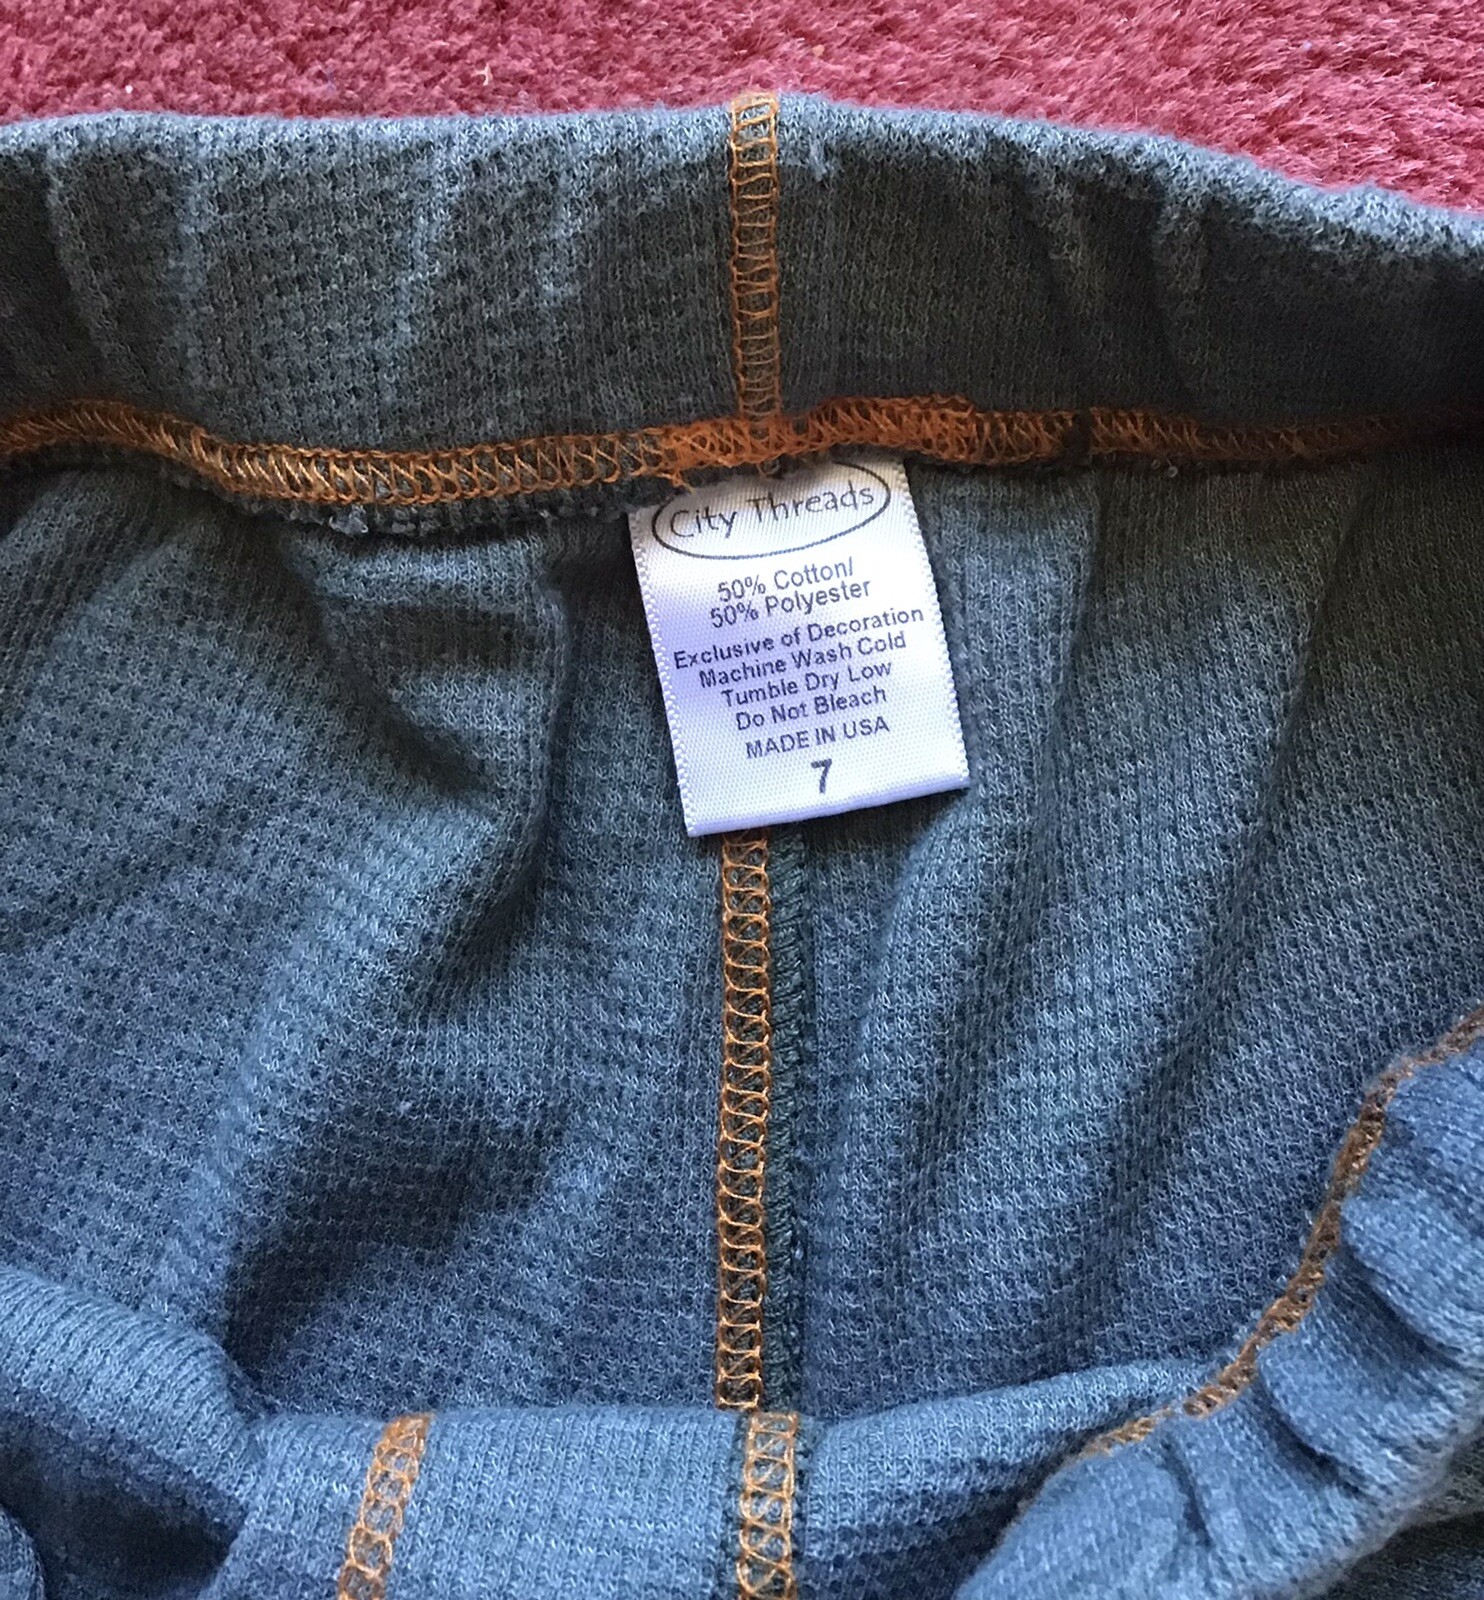 City Threads
50% Cotton/
50% Polyester
Exclusive of Decoration
Machine Wash Cold
Tumble Dry Low
Do Not Bleach
MADE IN USA
7